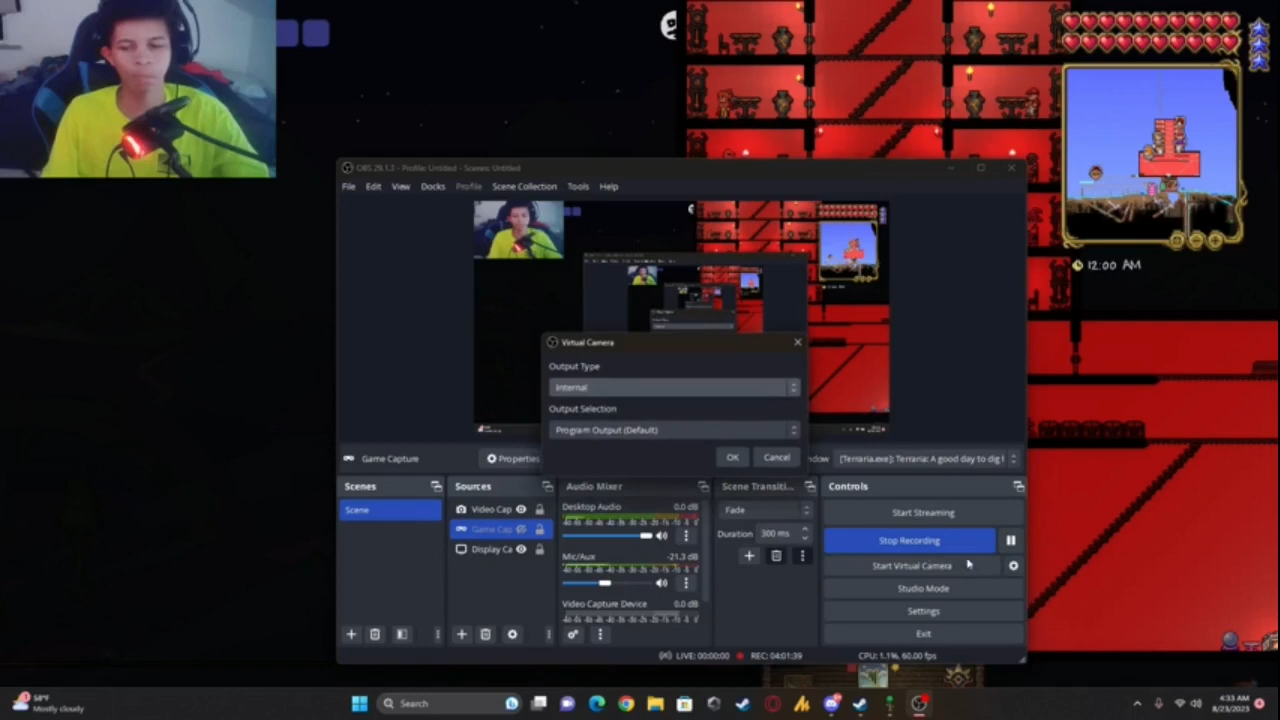 OBS 29.1.3 - Profile: Untitled - Scenes: Untitled
File Edit View Docks Profile Scene Collection Tools Help
12:00 AM
Virtual Camera
Output Type
Internal
Output Selection
Program Output (Default)
OK Cancel
Game Capture Properties [Terraria.exe]: Terraria: A good day to dig
Scenes Sources Audio Mixer Scene Transiti... Controls
Scene
Video Cap
Game Cap
Display Ca
Desktop Audio 0.0 dB
Mic/Aux -21.3 dB
Video Capture Device 0.0 dB
Fade
Duration 300 ms
Start Streaming
Stop Recording
Start Virtual Camera
Studio Mode
Settings
Exit
LIVE: 00:00:00 REC: 04:01:39 CPU: 1.1%, 60.00 fps
58°F
Mostly cloudy
Search
4:33 AM
8/23/2023